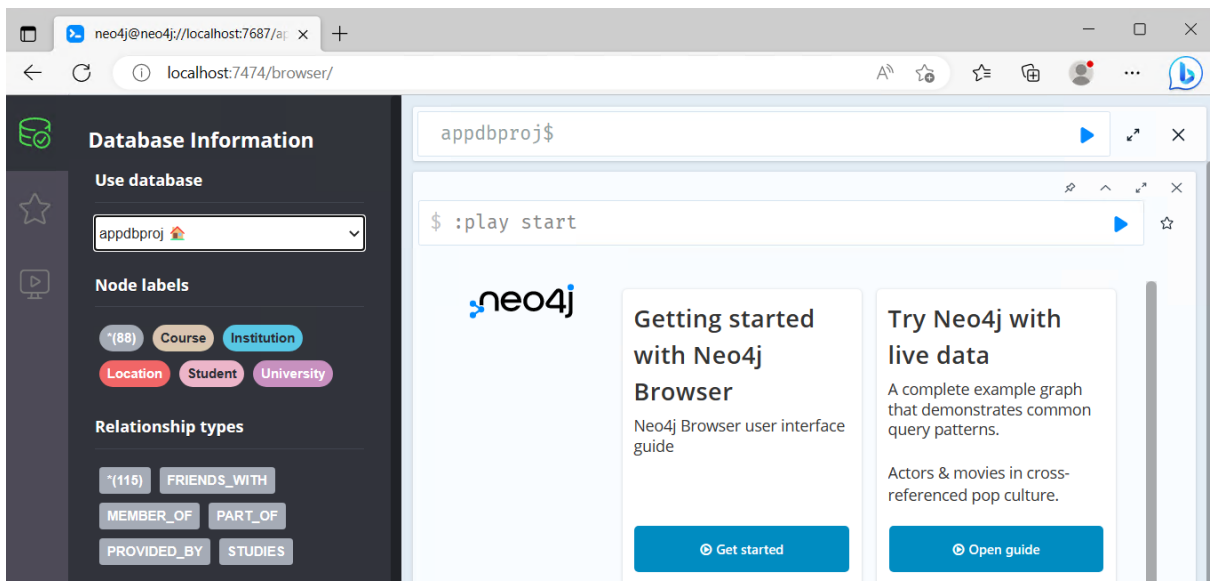 neo4j@neo4j://localhost:7687/ap
localhost:7474/browser/
Database Information
Use database
appdbproj
Node labels
*(88) Course Institution
Location Student University
Relationship types
*(115) FRIENDS_WITH
MEMBER_OF PART_OF
PROVIDED_BY STUDIES
appdbproj$
$ :play start
neo4j
Getting started
with Neo4j
Browser
Neo4j Browser user interface
guide
Get started
Try Neo4j with
live data
A complete example graph
that demonstrates common
query patterns.
Actors & movies in cross-
referenced pop culture.
Open guide